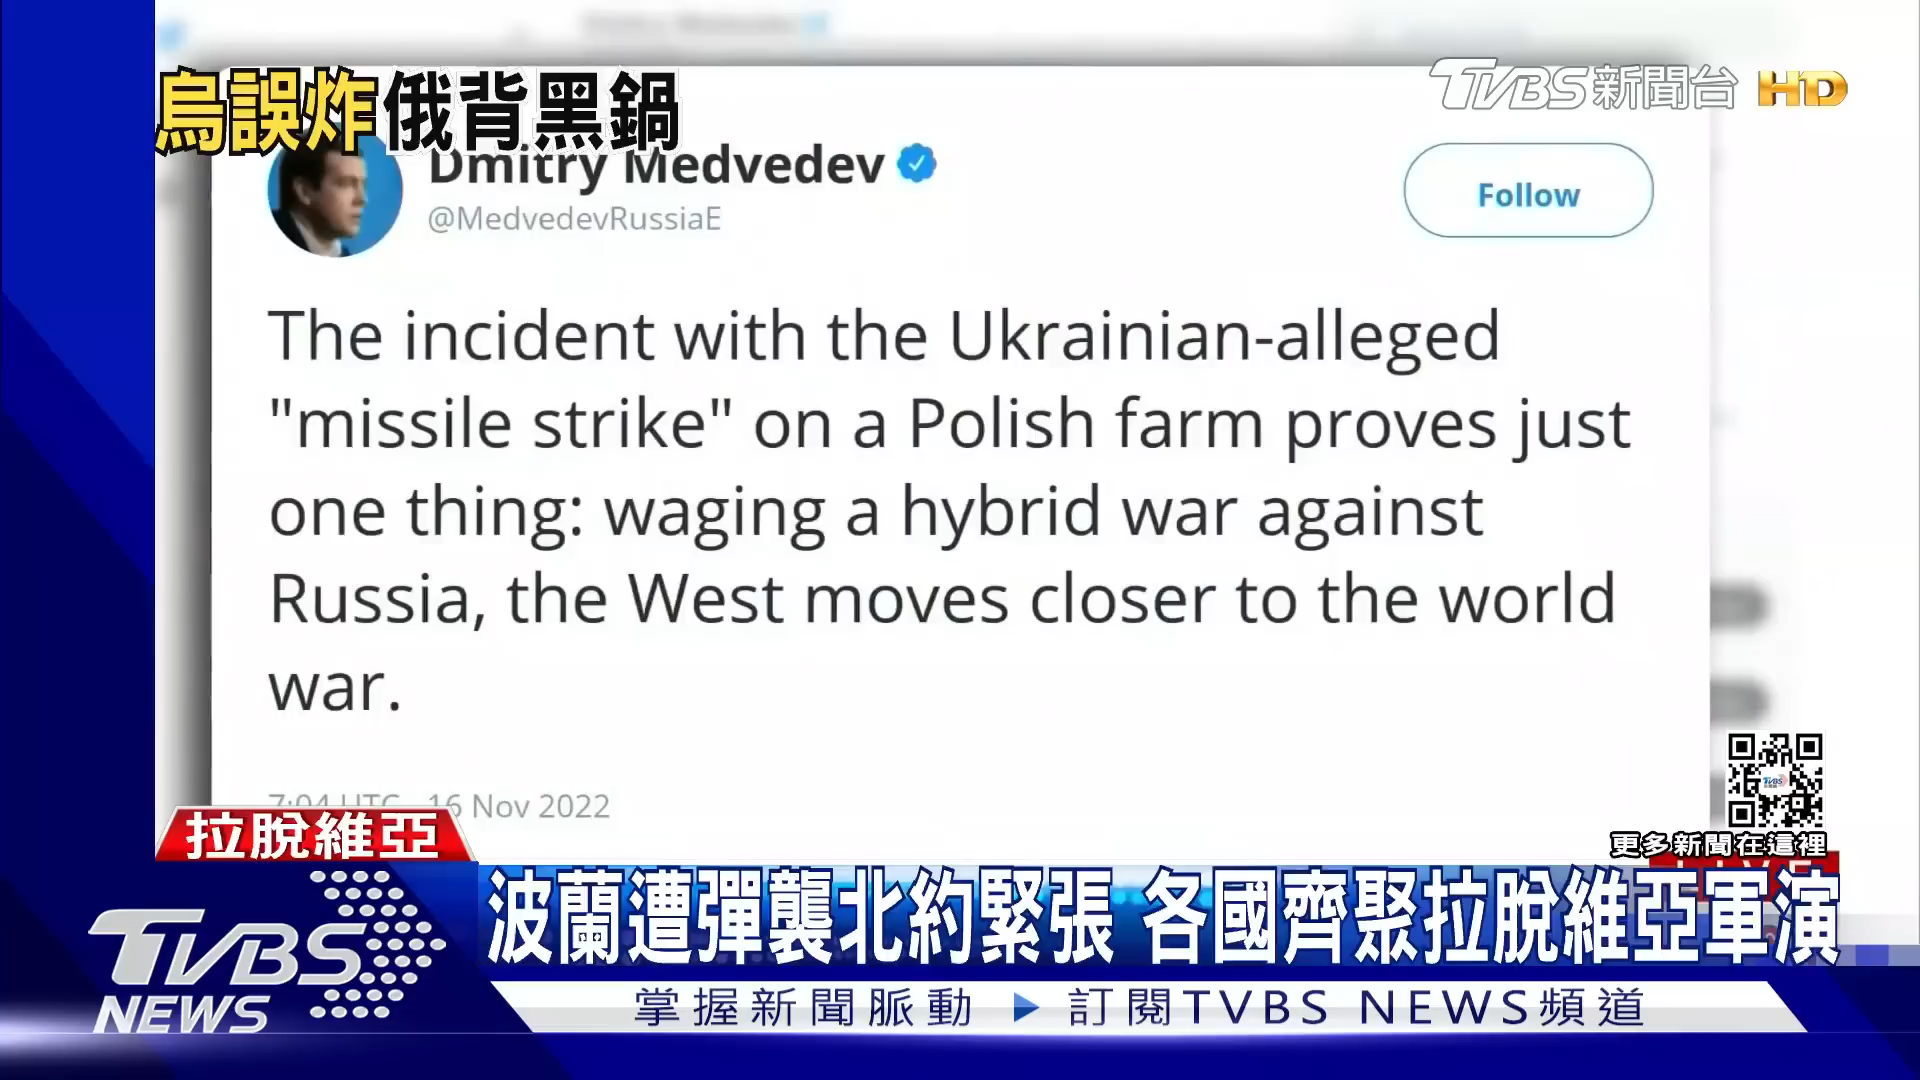 烏誤炸俄背黑鍋
TVBS新聞台 HD
Dmitry Medvedev
@MedvedevRussiaE
Follow
The incident with the Ukrainian-alleged
"missile strike" on a Polish farm proves just
one thing: waging a hybrid war against
Russia, the West moves closer to the world
war.
7:04 UTC 16 Nov 2022
TVBS
更多新聞在這裡
拉脫維亞
波蘭遭彈襲北約緊張 各國齊聚拉脫維亞軍演
TVBS
NEWS
掌握新聞脈動 ▶ 訂閱TVBS NEWS頻道